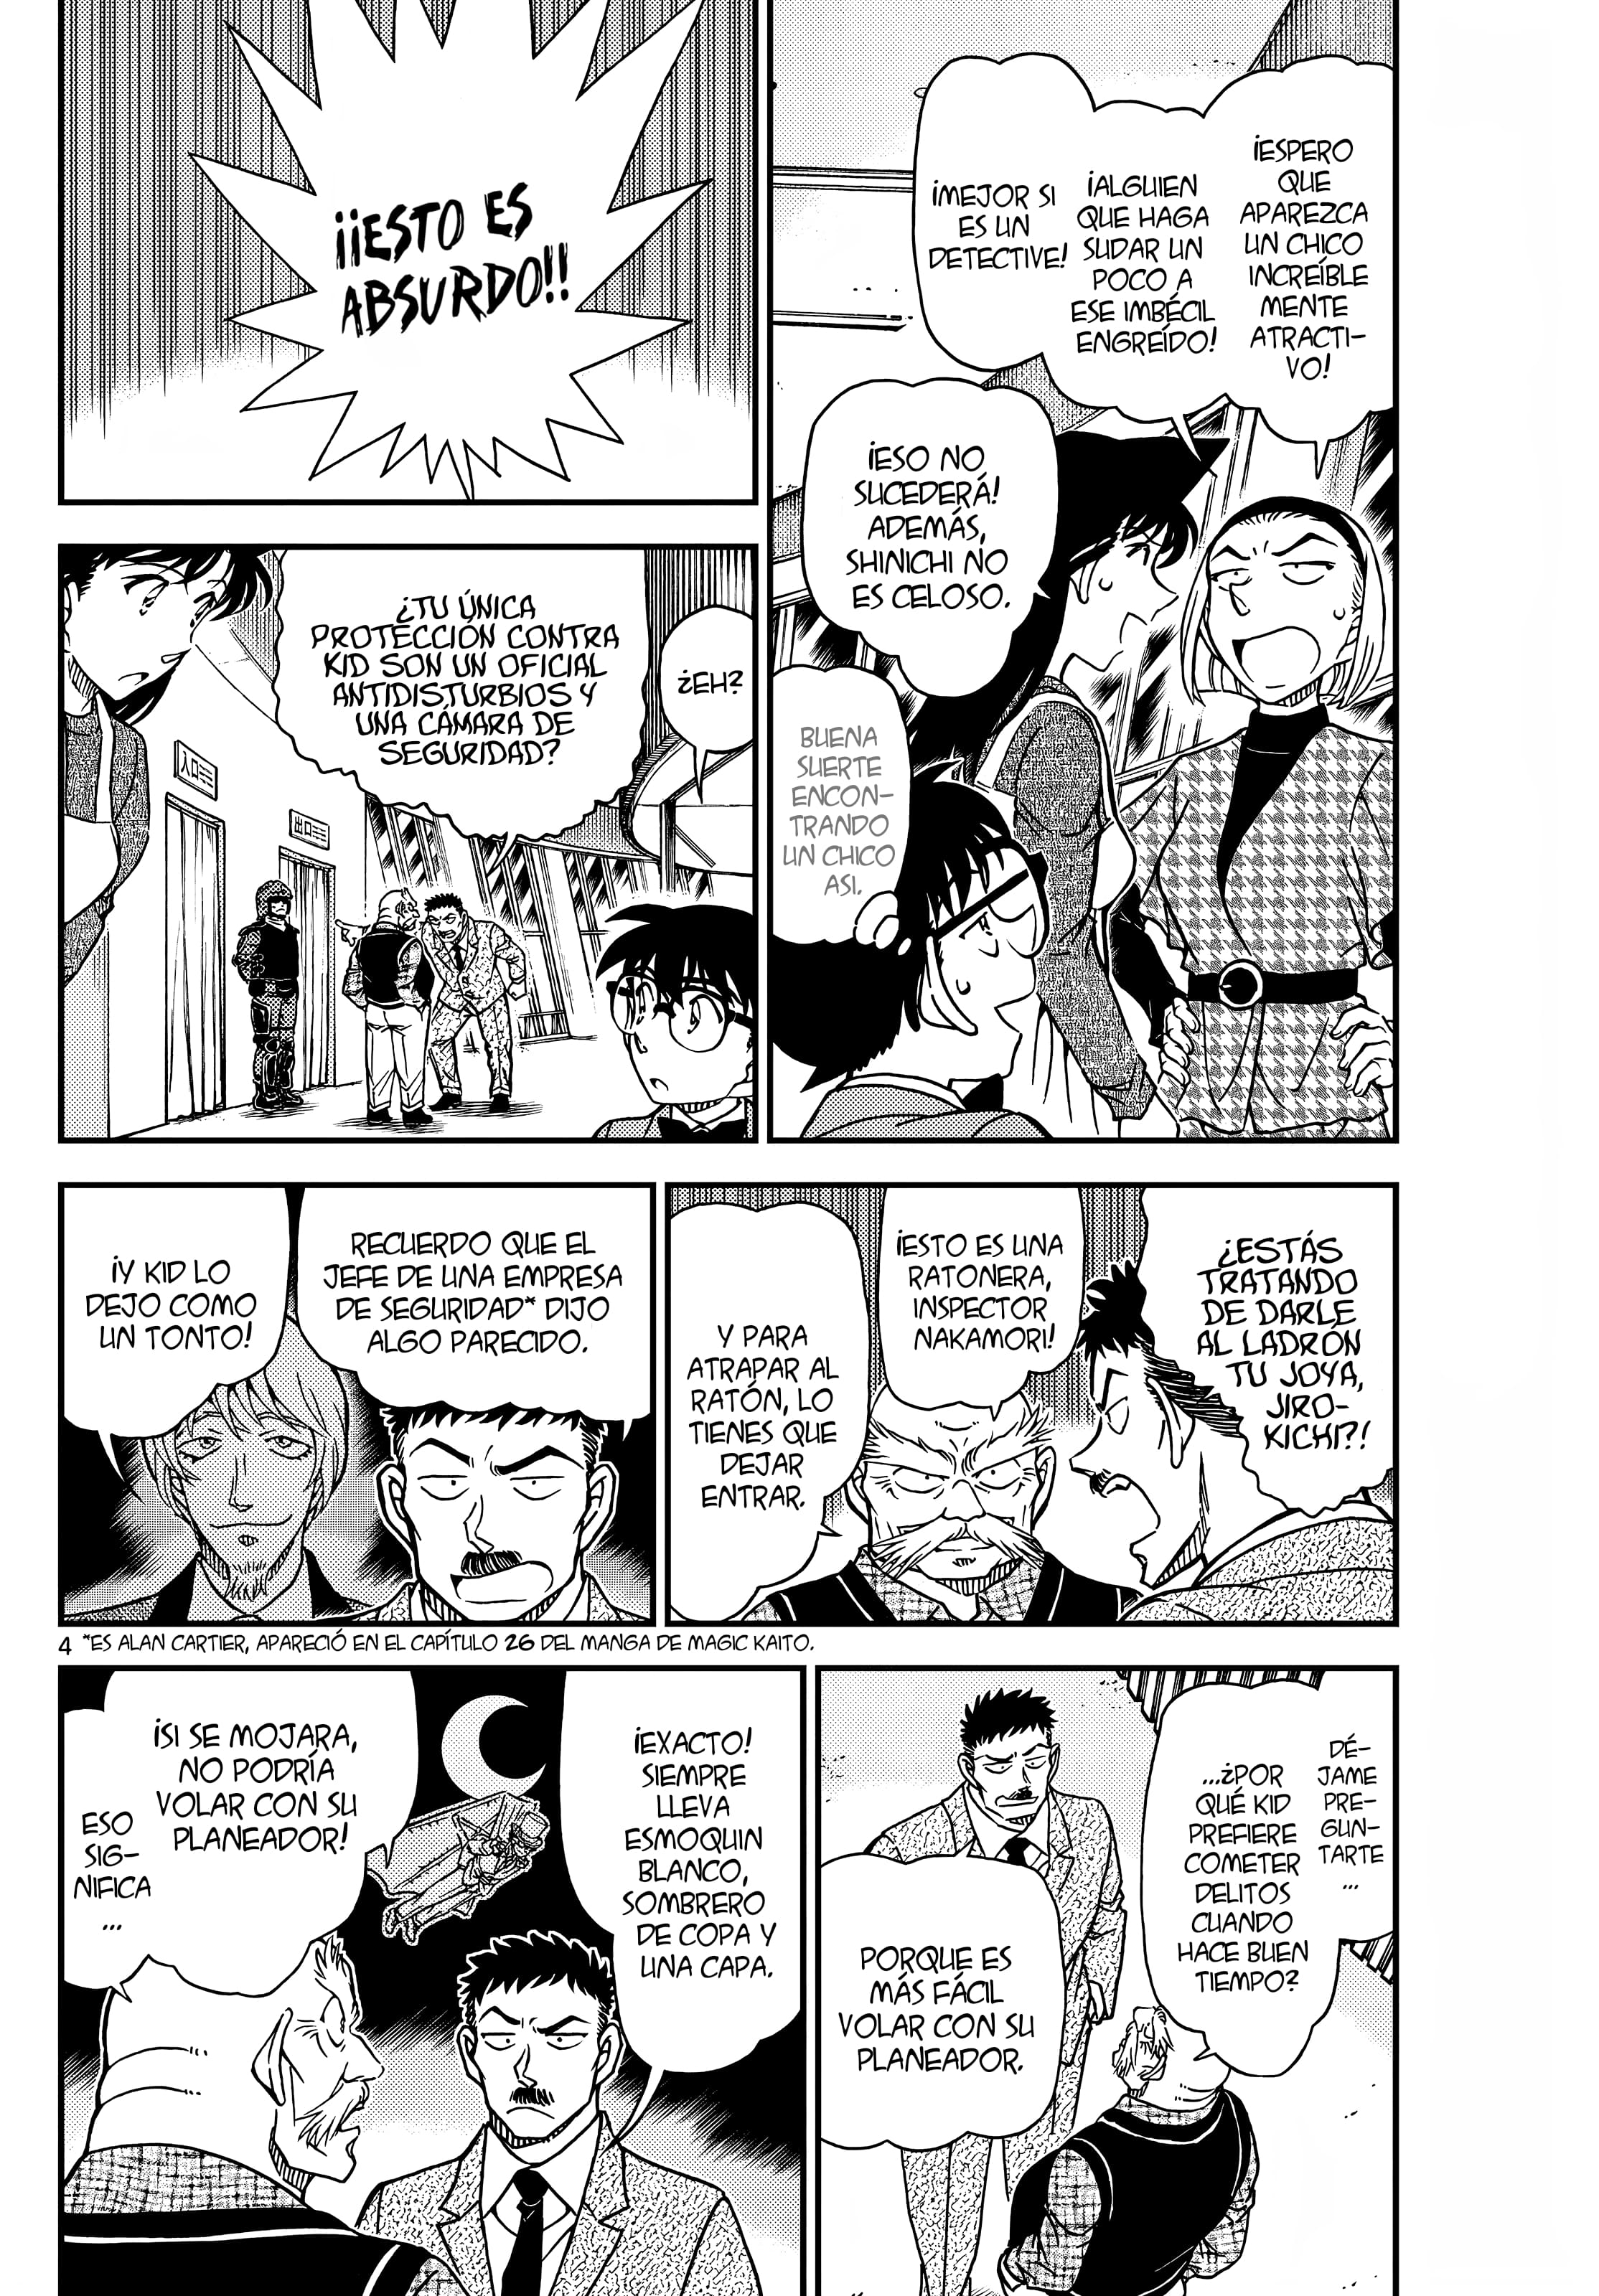 ¡ESPERO
QUE
APAREZCA
UN CHICO
INCREÍBLE
MENTE
ATRACTI-
VO!
¡ALGUIEN
QUE HAGA
SUDAR UN
POCO A
ESE IMBÉCIL
ENGREÍDO!
¡MEJOR SI
ES UN
DETECTIVE!
¡ESO NO
SUCEDERÁ!
ADEMÁS,
SHINICHI NO
ES CELOSO.
BUENA
SUERTE
ENCON-
TRANDO
UN CHICO
ASI.
¡¡ESTO ES
ABSURDO!!
¿EH?
¿TU ÚNICA
PROTECCIÓN CONTRA
KID SON UN OFICIAL
ANTIDISTURBIOS Y
UNA CÁMARA DE
SEGURIDAD?
入口
出口
¿ESTÁS
TRATANDO
DE DARLE
AL LADRÓN
TU JOYA,
JIRO-
KICHI?!
¡ESTO ES UNA
RATONERA,
INSPECTOR
NAKAMORI!
Y PARA
ATRAPAR AL
RATÓN, LO
TIENES QUE
DEJAR
ENTRAR.
RECUERDO QUE EL
JEFE DE UNA EMPRESA
DE SEGURIDAD* DIJO
ALGO PARECIDO.
¡Y KID LO
DEJO COMO
UN TONTO!
4 *ES ALAN CARTIER, APARECIÓ EN EL CAPÍTULO 26 DEL MANGA DE MAGIC KAITO.
DÉ-
JAME
PRE-
GUN-
TARTE
...
...¿POR
QUÉ KID
PREFIERE
COMETER
DELITOS
CUANDO
HACE BUEN
TIEMPO?
PORQUE ES
MÁS FÁCIL
VOLAR CON SU
PLANEADOR.
¡EXACTO!
SIEMPRE
LLEVA
ESMOQUIN
BLANCO,
SOMBRERO
DE COPA Y
UNA CAPA.
¡SI SE MOJARA,
NO PODRÍA
VOLAR CON SU
PLANEADOR!
ESO
SIG-
NIFICA
...